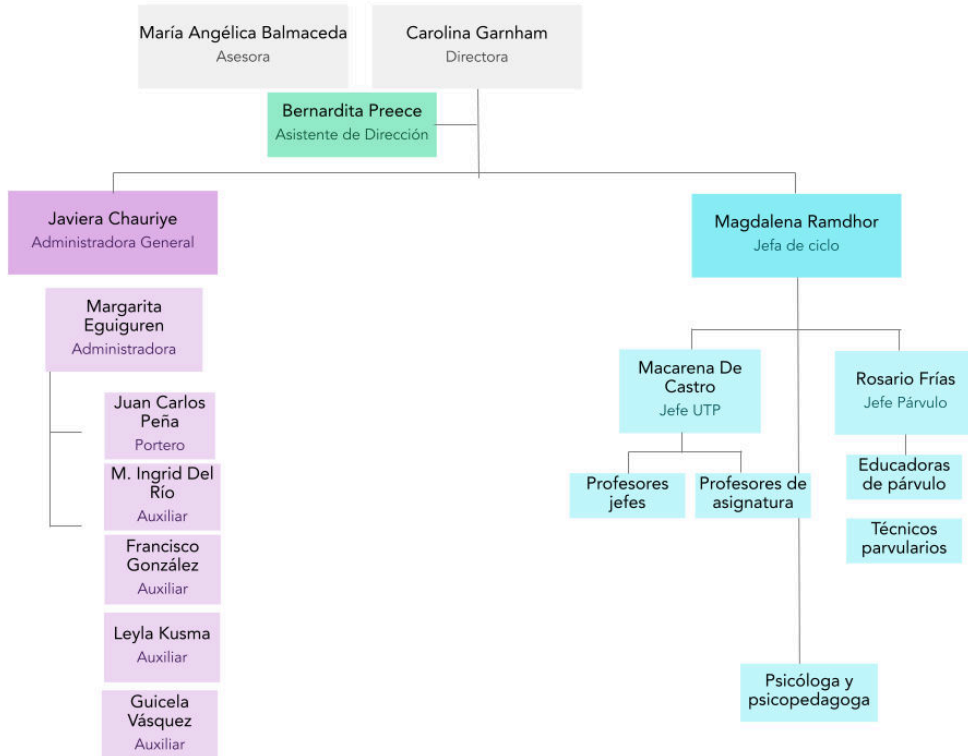 María Angélica Balmaceda
Asesora
Carolina Garnham
Directora
Bernardita Preece
Asistente de Dirección
Javiera Chauriye
Administradora General
Margarita
Eguiguren
Administradora
Juan Carlos
Peña
Portero
M. Ingrid Del
Río
Auxiliar
Francisco
González
Auxiliar
Leyla Kusma
Auxiliar
Guicela
Vásquez
Auxiliar
Magdalena Ramdhor
Jefa de ciclo
Macarena De
Castro
Jefe UTP
Profesores
jefes
Profesores de
asignatura
Rosario Frías
Jefe Párvulo
Educadoras
de párvulo
Técnicos
parvularios
Psicóloga y
psicopedagoga